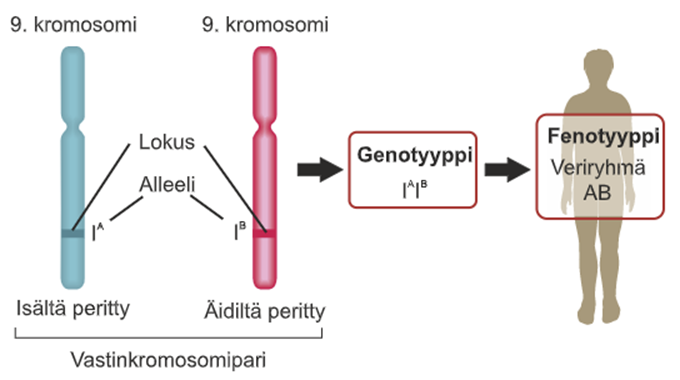 9. kromosomi
9. kromosomi
Lokus
Alleeli
Iᴬ
Iᴮ
Isältä peritty
Äidiltä peritty
Vastinkromosomipari
Genotyyppi
IᴬIᴮ
Fenotyyppi
Veriryhmä
AB